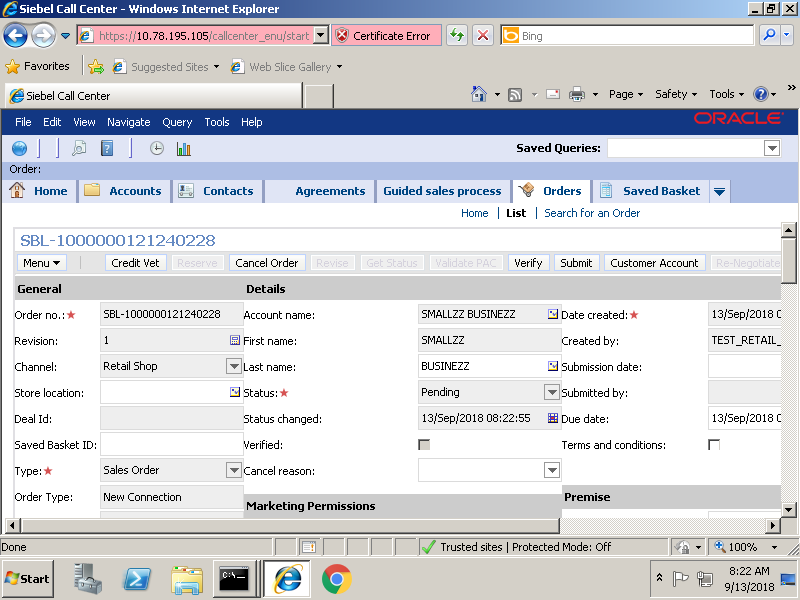 Siebel Call Center - Windows Internet Explorer
https://10.78.195.105/callcenter_enu/start Certificate Error Bing
Favorites Suggested Sites Web Slice Gallery
Siebel Call Center Page Safety Tools
File Edit View Navigate Query Tools Help ORACLE
Saved Queries:
Order:
Home Accounts Contacts Agreements Guided sales process Orders Saved Basket
Home List Search for an Order
SBL-1000000121240228
Menu Credit Vet Reserve Cancel Order Revise Get Status Validate PAC Verify Submit Customer Account Re-Negotiate
General Details
Order no.:* SBL-1000000121240228 Account name: SMALLZZ BUSINEZZ Date created:* 13/Sep/2018 0
Revision: 1 First name: SMALLZZ Created by: TEST_RETAIL_
Channel: Retail Shop Last name: BUSINEZZ Submission date:
Store location: Status:* Pending Submitted by:
Deal Id: Status changed: 13/Sep/2018 08:22:55 Due date: 13/Sep/2018 0
Saved Basket ID: Verified: Terms and conditions:
Type:* Sales Order Cancel reason:
Order Type: New Connection Marketing Permissions Premise
Done Trusted sites | Protected Mode: Off 100%
Start C:\_ 8:22 AM
9/13/2018